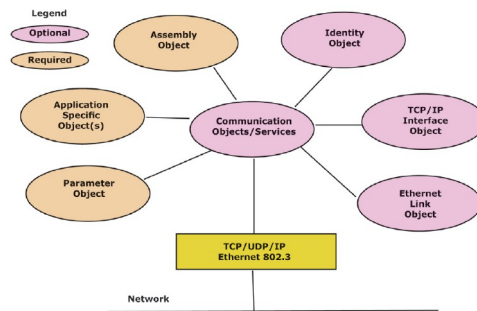 Legend
Optional
Required
Assembly
Object
Identity
Object
Application
Specific
Object(s)
Communication
Objects/Services
TCP/IP
Interface
Object
Parameter
Object
Ethernet
Link
Object
TCP/UDP/IP
Ethernet 802.3
Network